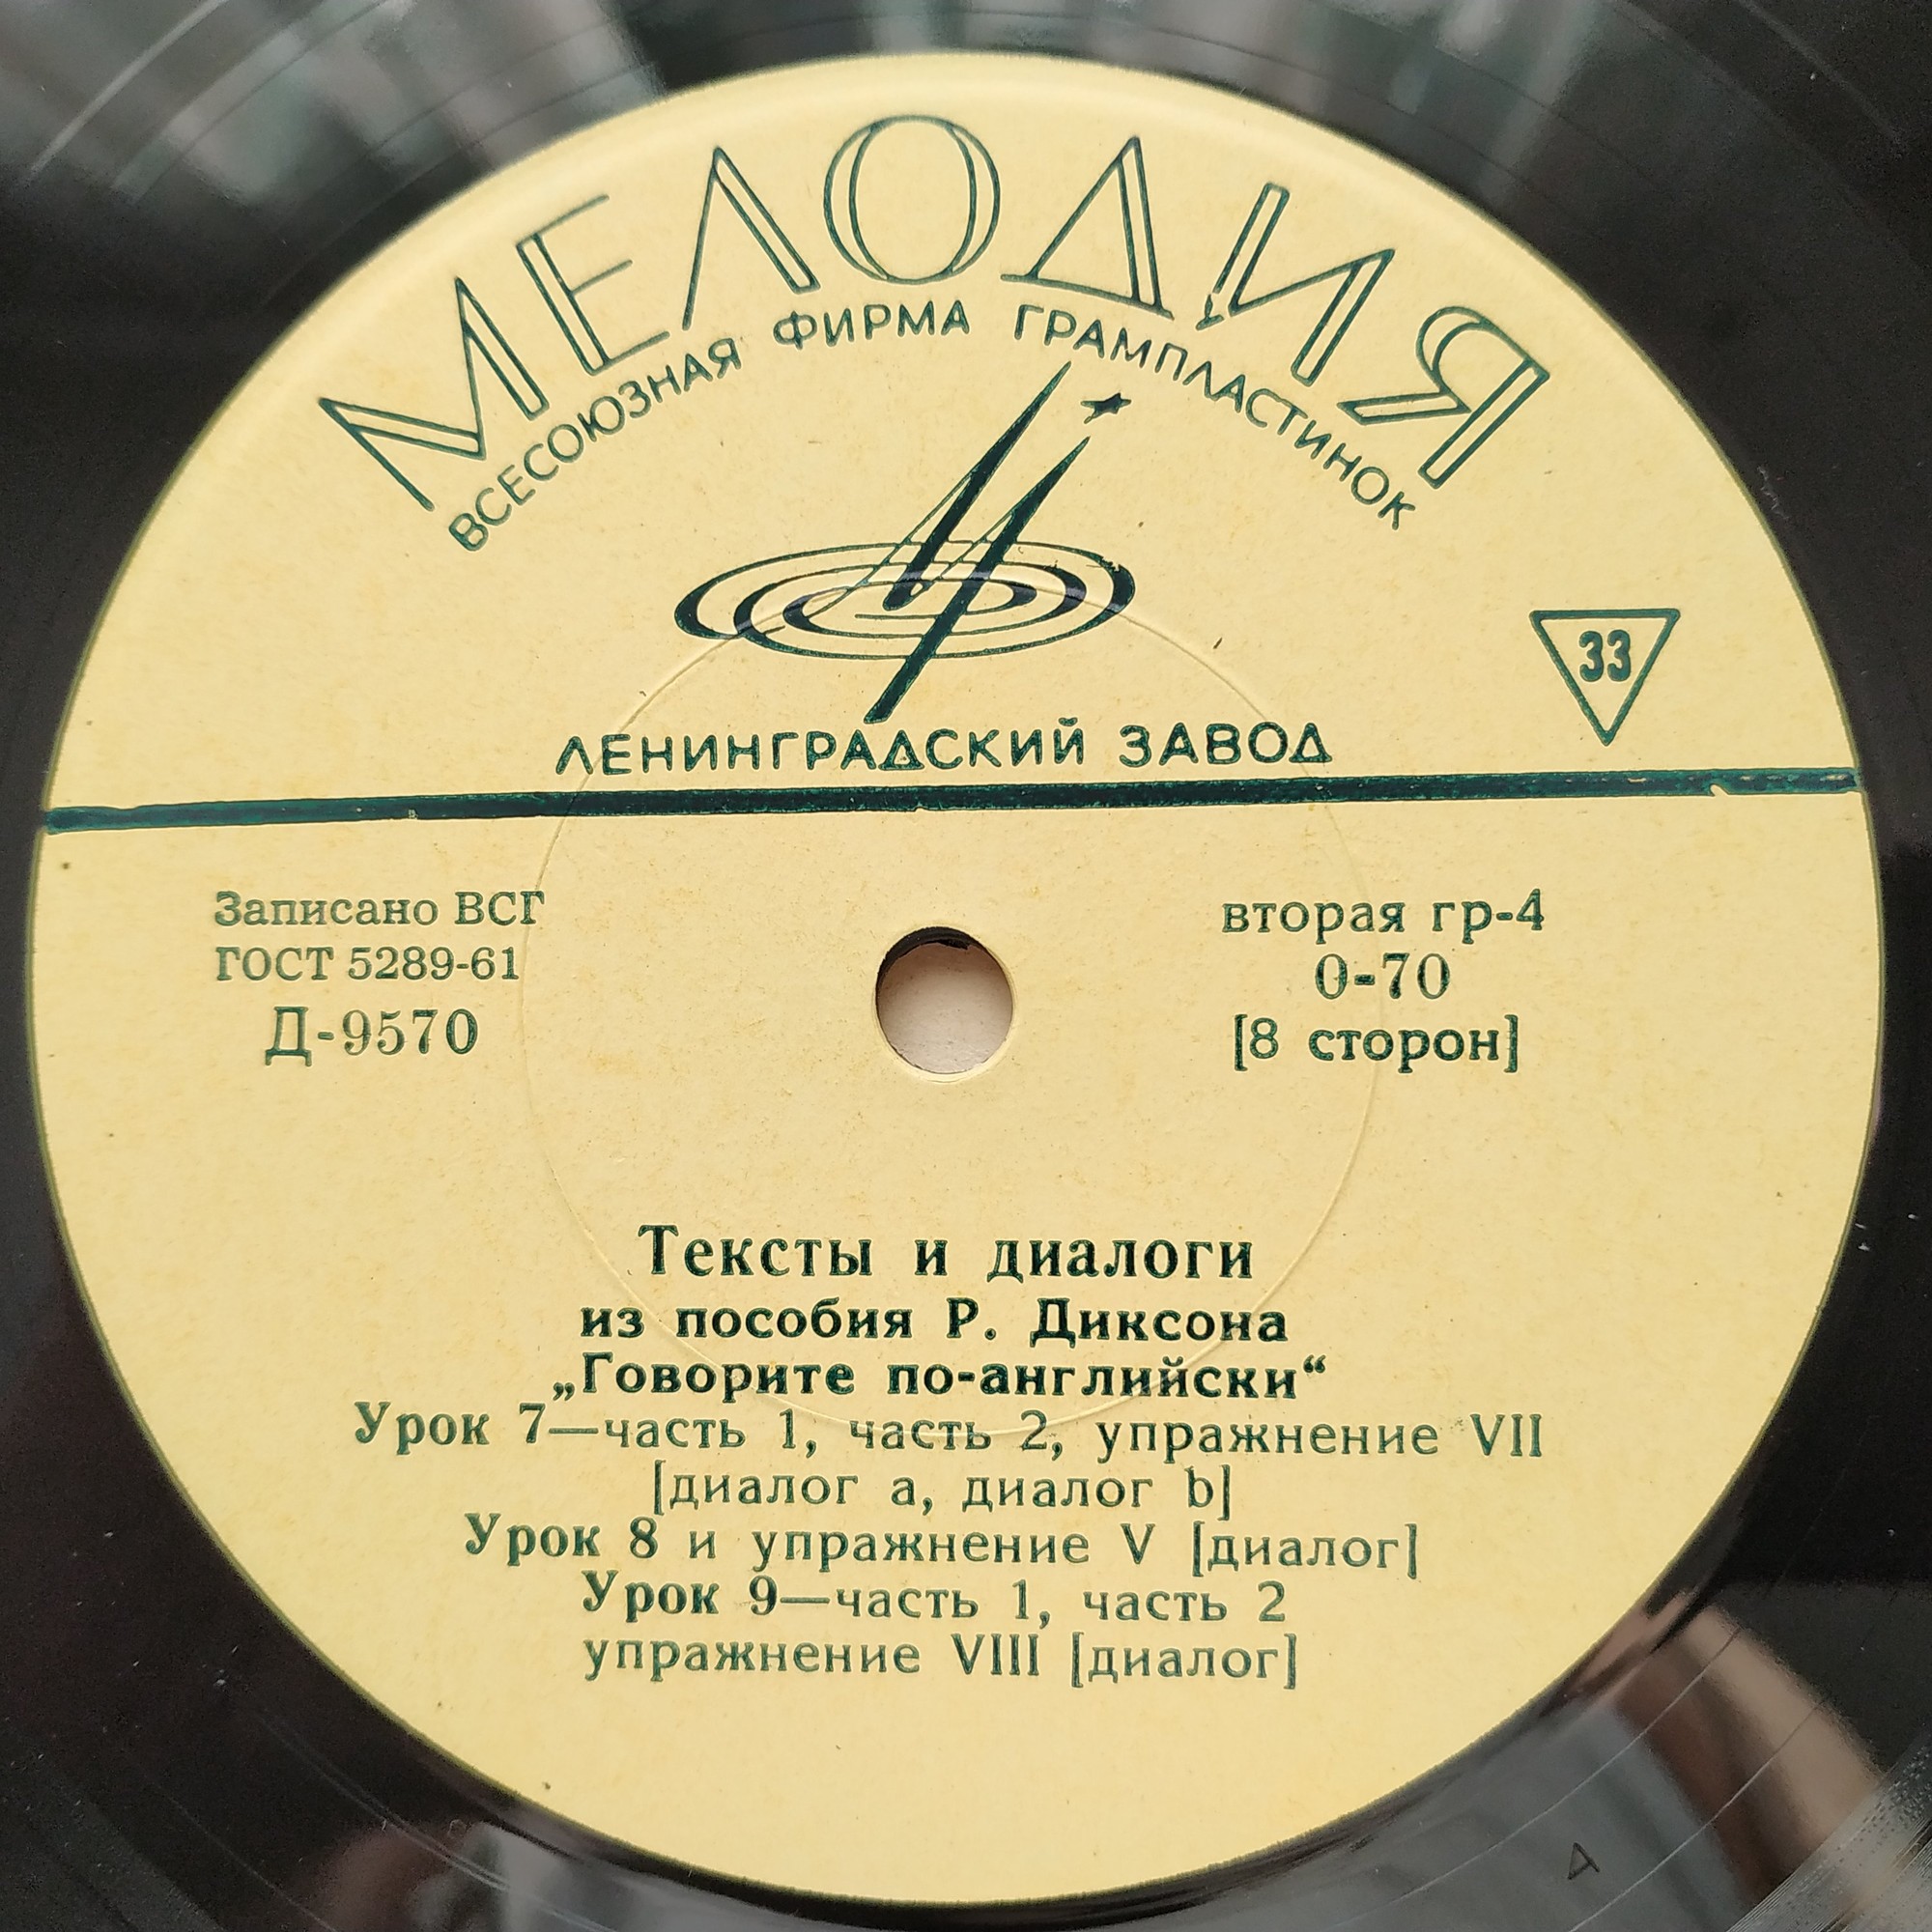 МЕЛОДИЯ
ВСЕСОЮЗНАЯ ФИРМА ГРАМПЛАСТИНОК
33
ЛЕНИНГРАДСКИЙ ЗАВОД
Записано ВСГ
ГОСТ 5289-61
Д-9570
вторая гр-4
0-70
[8 сторон]
Тексты и диалоги
из пособия Р. Диксона
„Говорите по-английски“
Урок 7—часть 1, часть 2, упражнение VII
[диалог a, диалог b]
Урок 8 и упражнение V [диалог]
Урок 9—часть 1, часть 2
упражнение VIII [диалог]